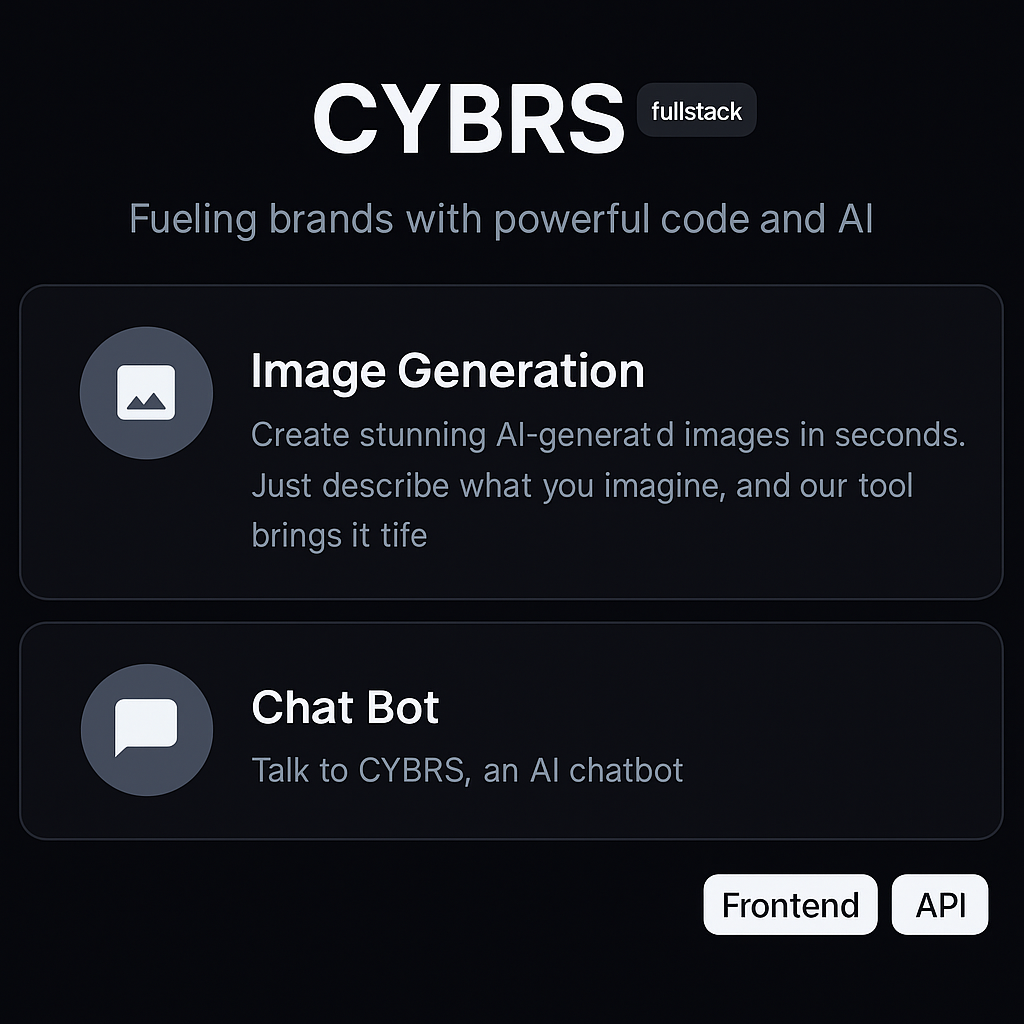 CYBRS fullstack
Fueling brands with powerful code and AI
Image Generation
Create stunning AI-generat d images in seconds.
Just describe what you imagine, and our tool
brings it tife
Chat Bot
Talk to CYBRS, an AI chatbot
Frontend API